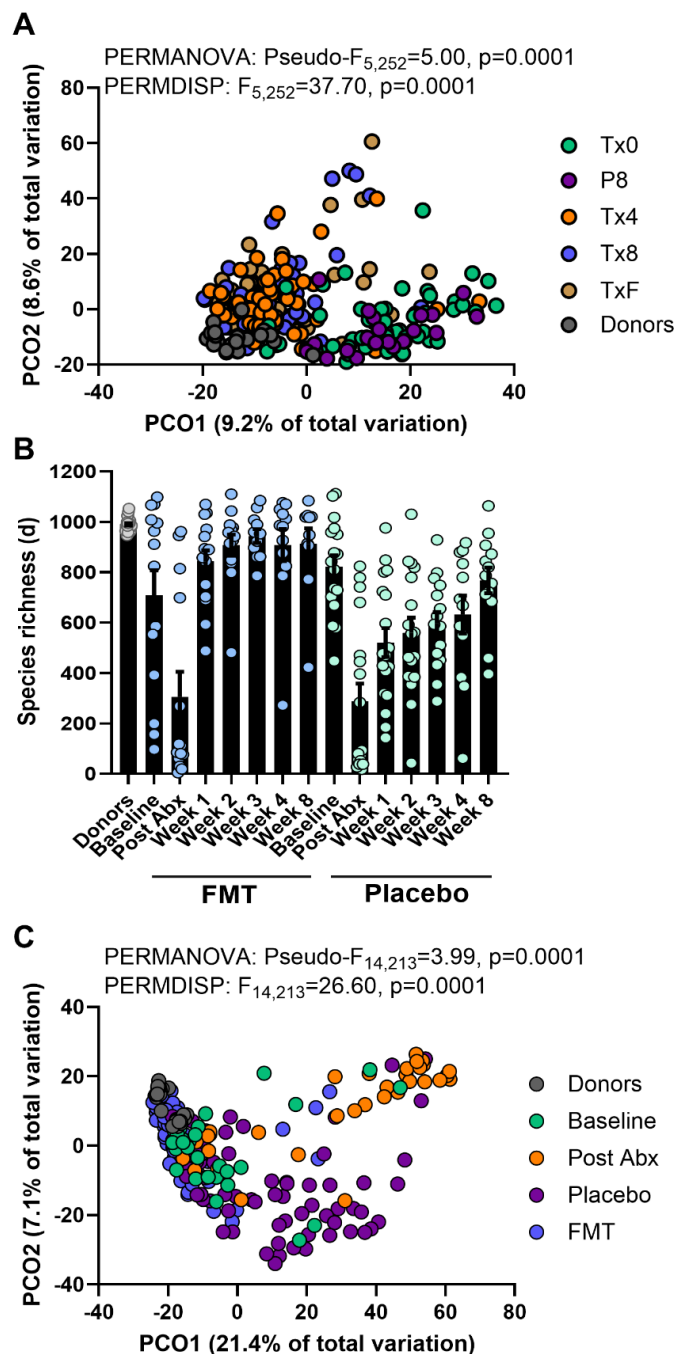 A
PERMANOVA: Pseudo-F5,252=5.00, p=0.0001
PERMDISP: F5,252=37.70, p=0.0001
PCO2 (8.6% of total variation)
80
60
40
20
0
-20
-40
-20
0
20
40
PCO1 (9.2% of total variation)
Tx0
P8
Tx4
Tx8
TxF
Donors
B
Species richness (d)
1200
1000
800
600
400
200
0
Donors
Baseline
Post Abx
Week 1
Week 2
Week 3
Week 4
Week 8
Baseline
Post Abx
Week 1
Week 2
Week 3
Week 4
Week 8
FMT
Placebo
C
PERMANOVA: Pseudo-F14,213=3.99, p=0.0001
PERMDISP: F14,213=26.60, p=0.0001
PCO2 (7.1% of total variation)
40
20
0
-20
-40
-40
-20
0
20
40
60
80
PCO1 (21.4% of total variation)
Donors
Baseline
Post Abx
Placebo
FMT